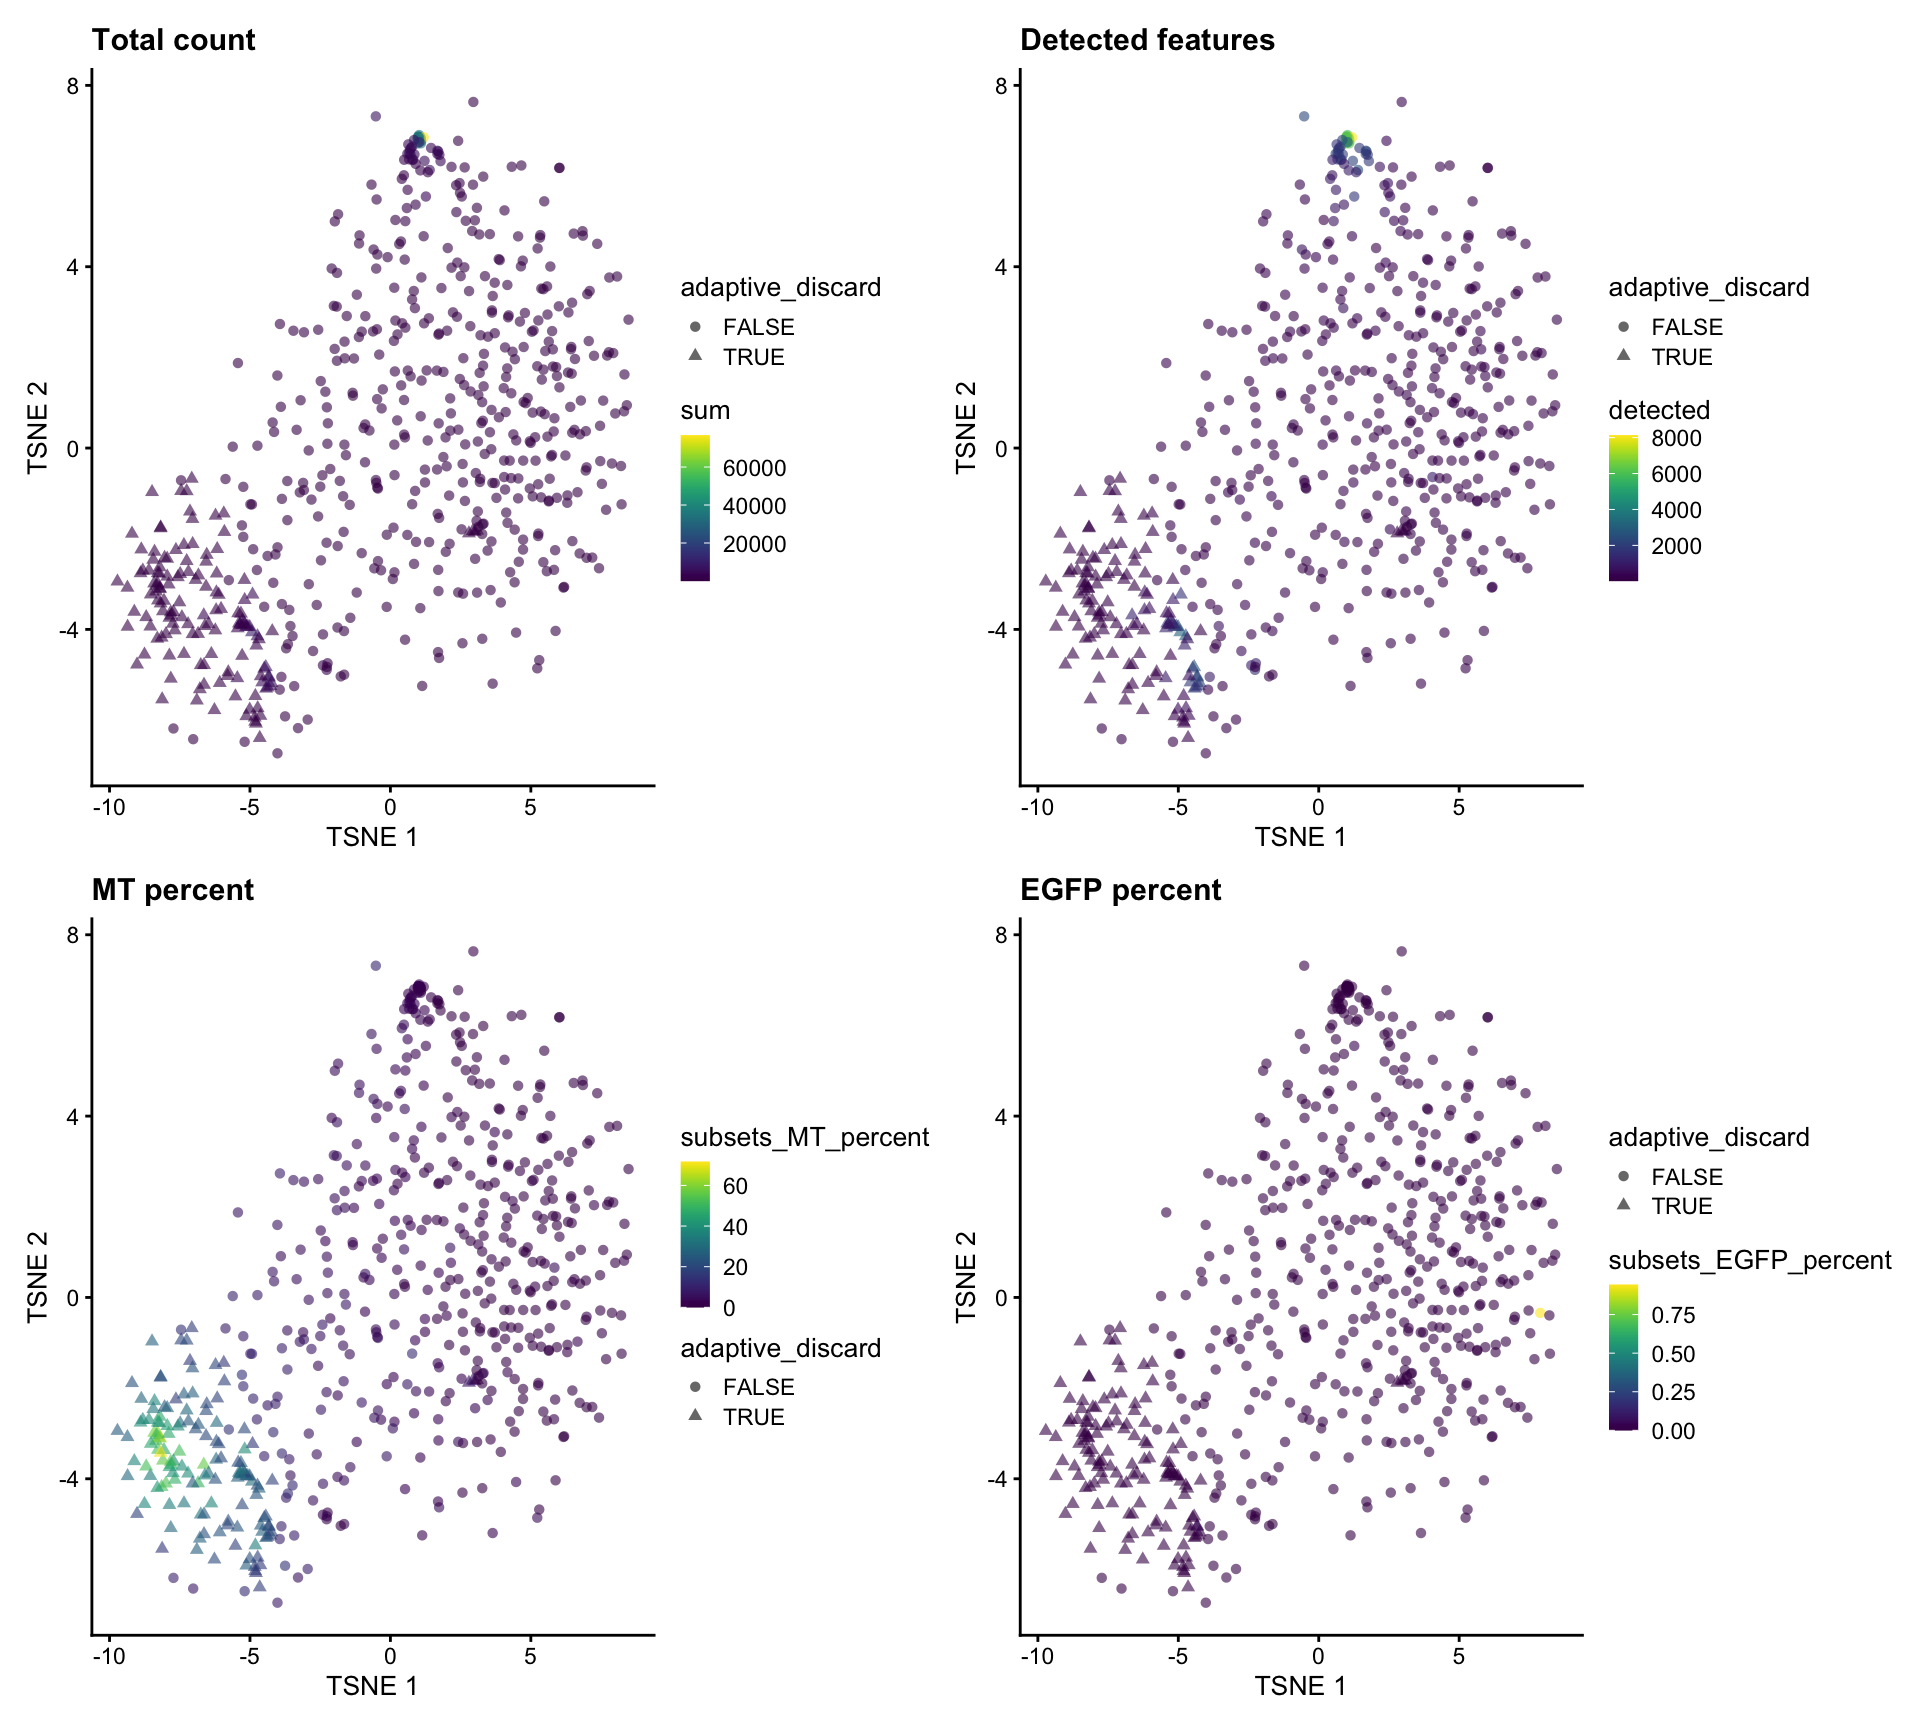 Total count
8
4
0
-4
-10
-5
0
5
TSNE 1
TSNE 2
adaptive_discard
FALSE
TRUE
sum
60000
40000
20000
Detected features
8
4
0
-4
-10
-5
0
5
TSNE 1
TSNE 2
adaptive_discard
FALSE
TRUE
detected
8000
6000
4000
2000
MT percent
8
4
0
-4
-10
-5
0
5
TSNE 1
TSNE 2
subsets_MT_percent
60
40
20
0
adaptive_discard
FALSE
TRUE
EGFP percent
8
4
0
-4
-10
-5
0
5
TSNE 1
TSNE 2
adaptive_discard
FALSE
TRUE
subsets_EGFP_percent
0.75
0.50
0.25
0.00